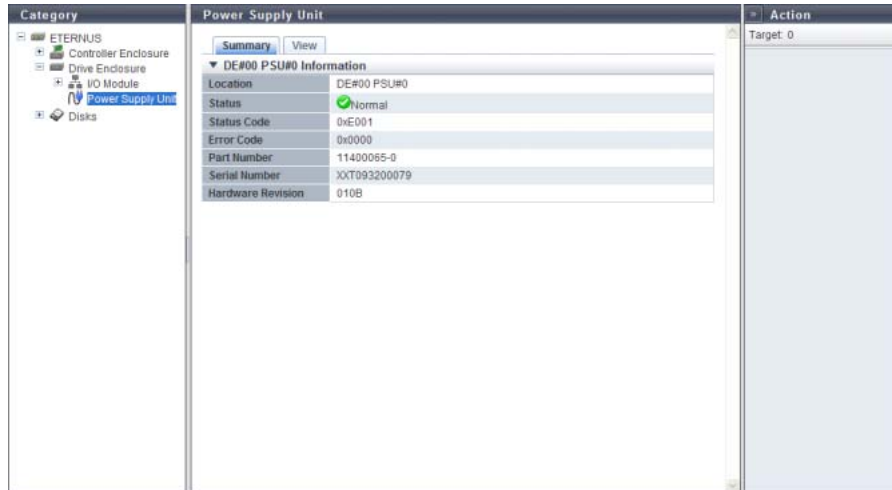 Category
ETERNUS
Controller Enclosure
Drive Enclosure
I/O Module
Power Supply Unit
Disks
Power Supply Unit
Summary View
▼ DE#00 PSU#0 Information
Location DE#00 PSU#0
Status Normal
Status Code 0xE001
Error Code 0x0000
Part Number 11400065-0
Serial Number XXT093200079
Hardware Revision 010B
» Action
Target: 0